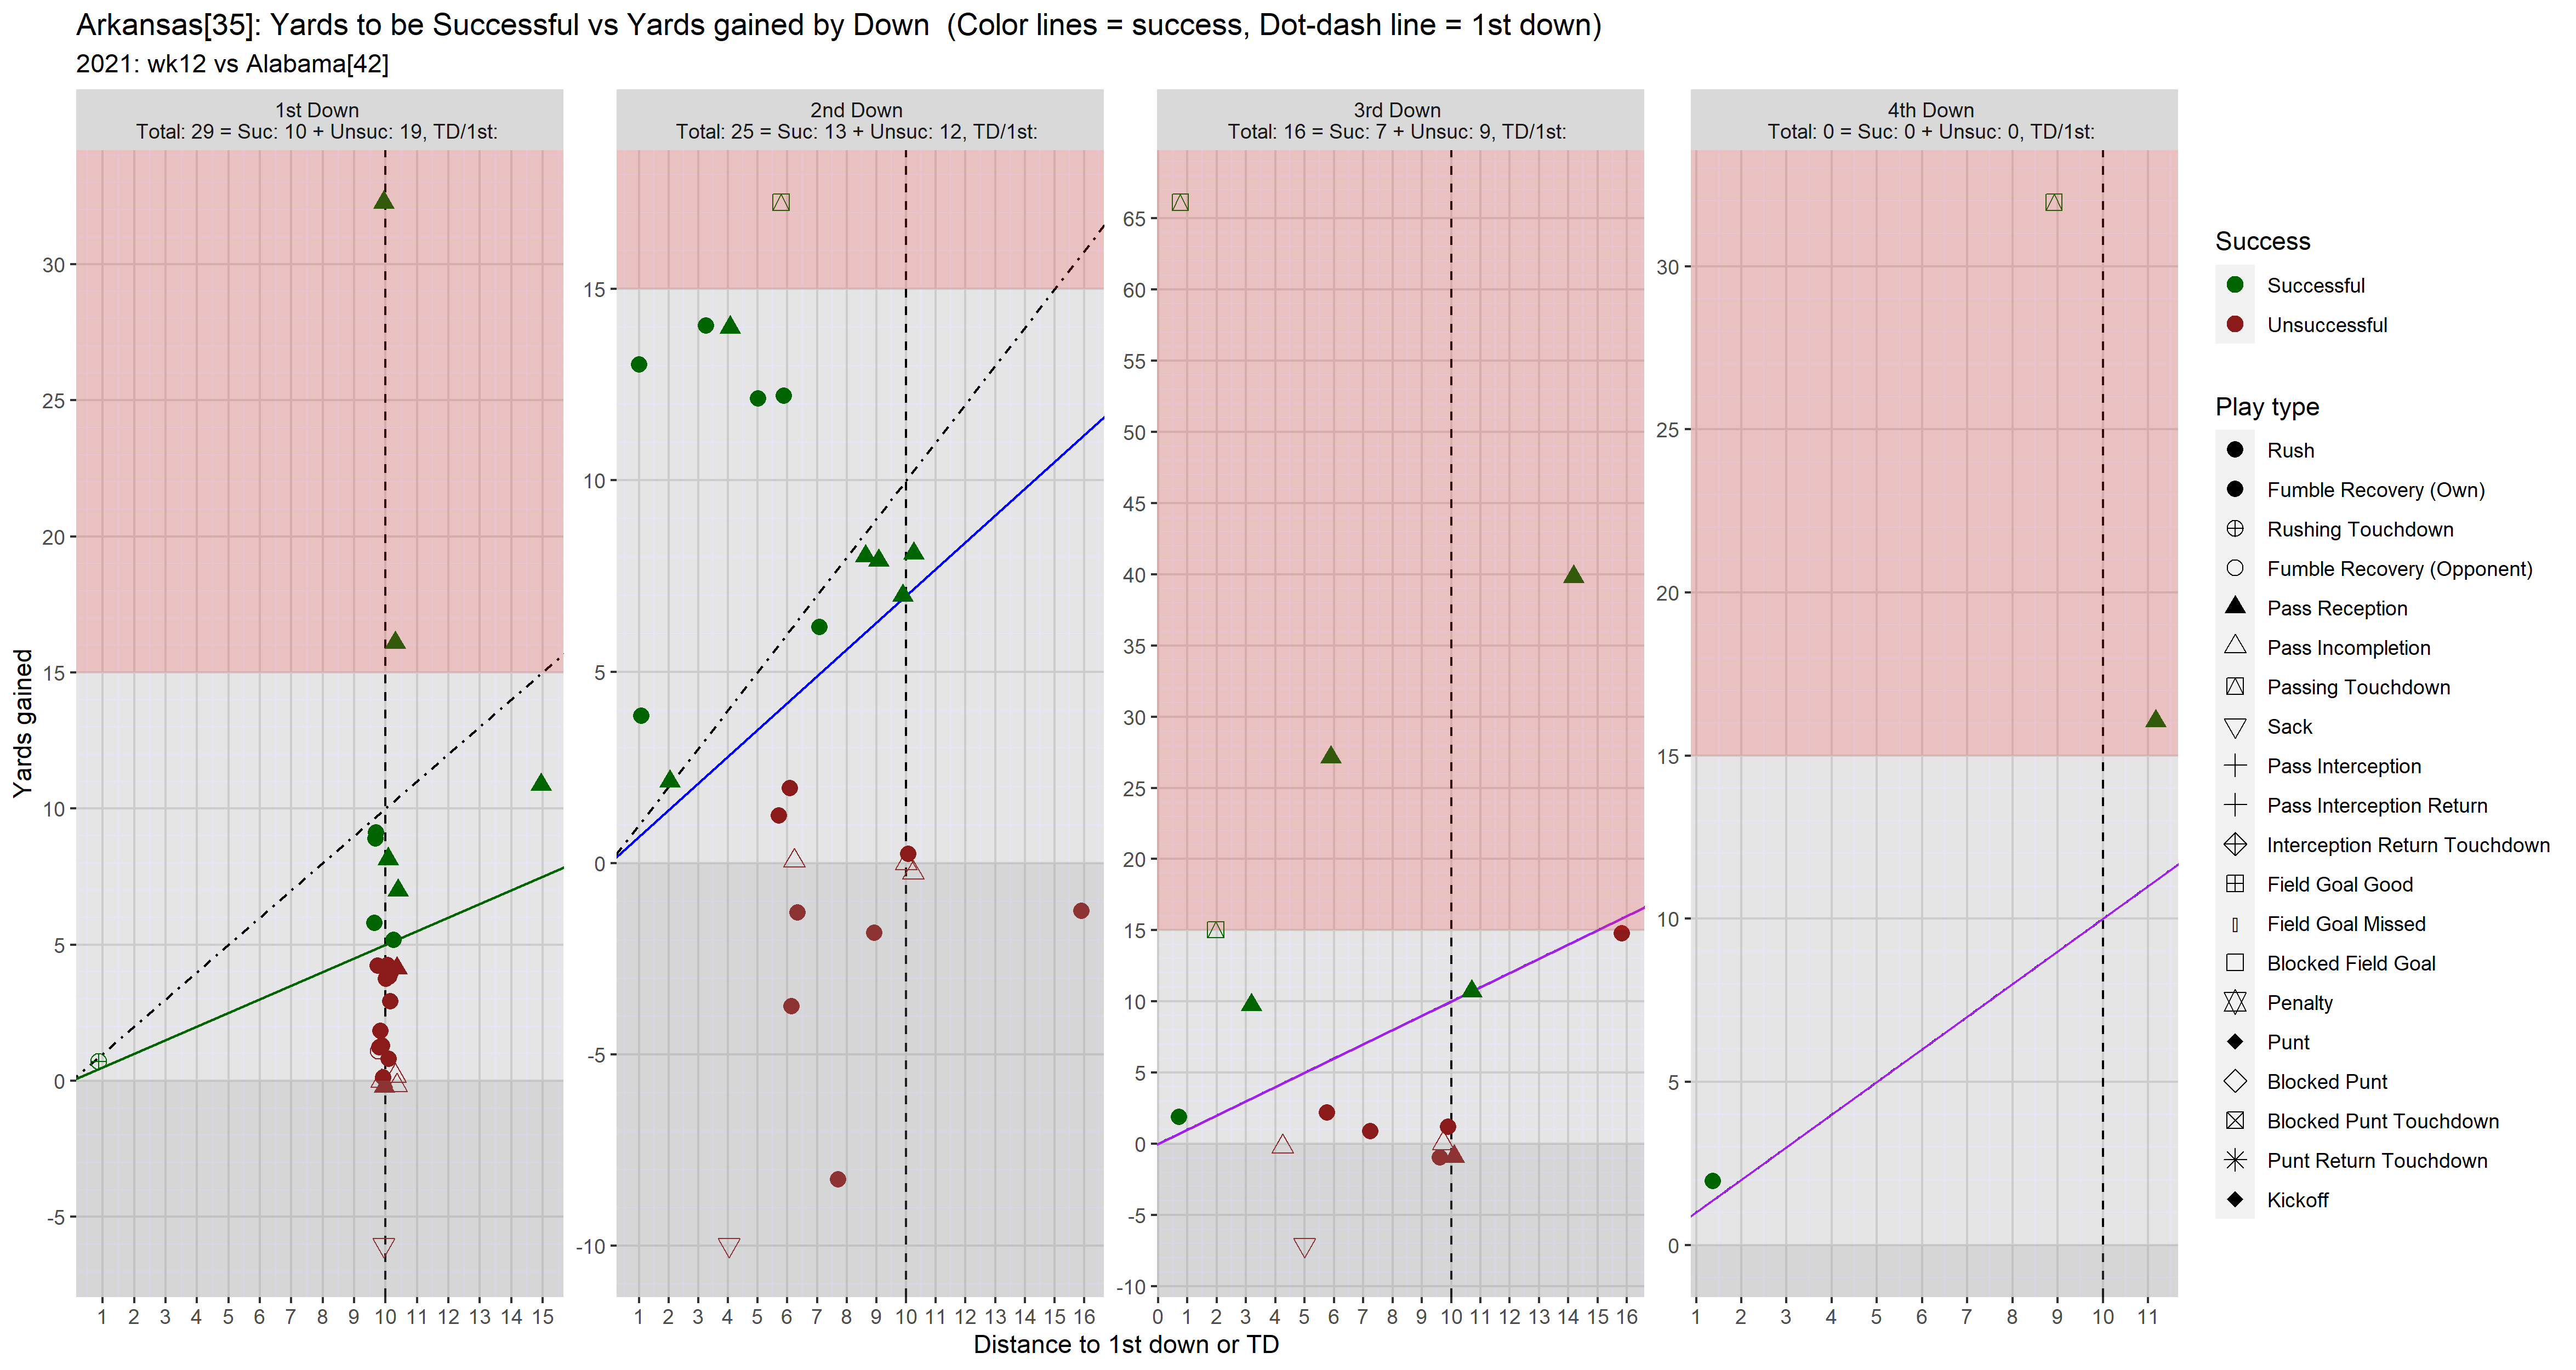 Arkansas[35]: Yards to be Successful vs Yards gained by Down  (Color lines = success, Dot-dash line = 1st down)
2021: wk12 vs Alabama[42]
1st Down
Total: 29 = Suc: 10 + Unsuc: 19, TD/1st:
2nd Down
Total: 25 = Suc: 13 + Unsuc: 12, TD/1st:
3rd Down
Total: 16 = Suc: 7 + Unsuc: 9, TD/1st:
4th Down
Total: 0 = Suc: 0 + Unsuc: 0, TD/1st:
Yards gained
30
25
20
15
10
5
0
-5
1 2 3 4 5 6 7 8 9 10 11 12 13 14 15
15
10
5
0
-5
-10
1 2 3 4 5 6 7 8 9 10 11 12 13 14 15 16
65
60
55
50
45
40
35
30
25
20
15
10
5
0
-5
-10
0 1 2 3 4 5 6 7 8 9 10 11 12 13 14 15 16
30
25
20
15
10
5
0
1 2 3 4 5 6 7 8 9 10 11
Distance to 1st down or TD
Success
Successful
Unsuccessful
Play type
Rush
Fumble Recovery (Own)
Rushing Touchdown
Fumble Recovery (Opponent)
Pass Reception
Pass Incompletion
Passing Touchdown
Sack
Pass Interception
Pass Interception Return
Interception Return Touchdown
Field Goal Good
Field Goal Missed
Blocked Field Goal
Penalty
Punt
Blocked Punt
Blocked Punt Touchdown
Punt Return Touchdown
Kickoff